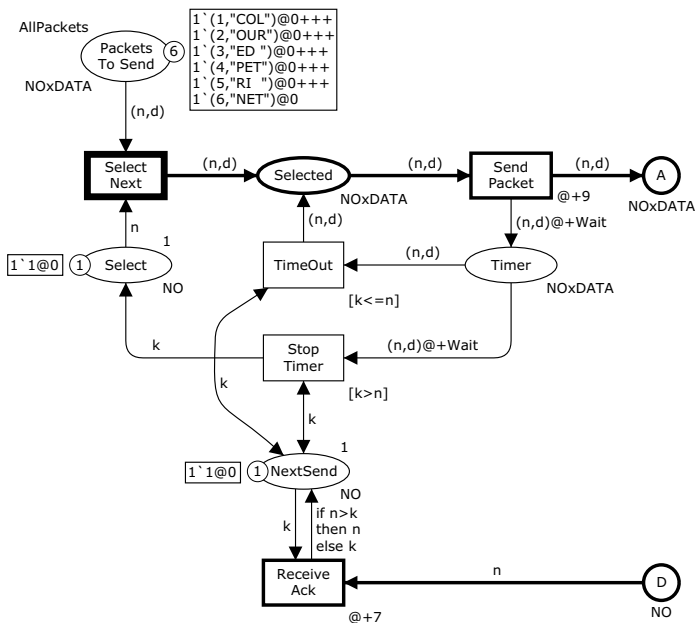 AllPackets
Packets
To Send
6
1`(1,"COL")@0+++
1`(2,"OUR")@0+++
1`(3,"ED ")@0+++
1`(4,"PET")@0+++
1`(5,"RI  ")@0+++
1`(6,"NET")@0
NOxDATA
(n,d)
Select
Next
(n,d)
Selected
NOxDATA
(n,d)
Send
Packet
@+9
(n,d)
A
NOxDATA
n
(n,d)
(n,d)@+Wait
1`1@0
1
Select
1
NO
TimeOut
[k<=n]
(n,d)
Timer
NOxDATA
k
Stop
Timer
[k>n]
(n,d)@+Wait
k
k
1`1@0
1
NextSend
1
NO
k
if n>k
then n
else k
Receive
Ack
@+7
n
D
NO